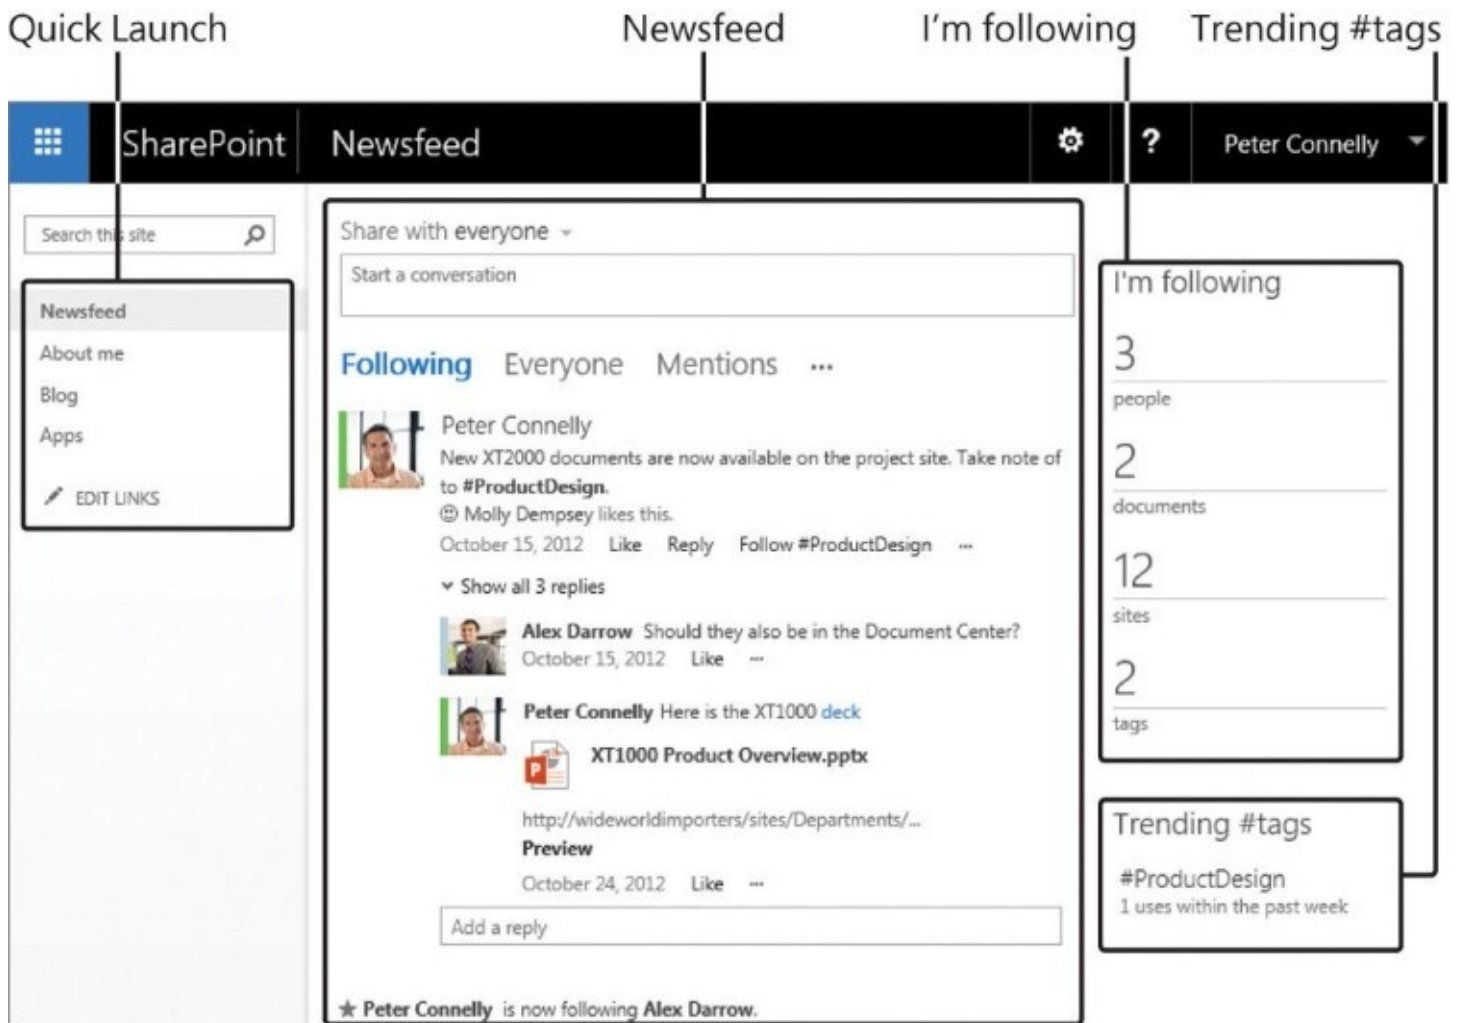 Quick Launch Newsfeed I'm following Trending #tags
SharePoint Newsfeed ? Peter Connelly
Search this site
Newsfeed
About me
Blog
Apps
EDIT LINKS
Share with everyone
Start a conversation
Following Everyone Mentions ...
Peter Connelly
New XT2000 documents are now available on the project site. Take note of
to #ProductDesign.
Molly Dempsey likes this.
October 15, 2012 Like Reply Follow #ProductDesign ...
Show all 3 replies
Alex Darrow Should they also be in the Document Center?
October 15, 2012 Like ...
Peter Connelly Here is the XT1000 deck
P
XT1000 Product Overview.pptx
http://wideworldimporters/sites/Departments/...
Preview
October 24, 2012 Like ...
Add a reply
Peter Connelly is now following Alex Darrow.
I'm following
3
people
2
documents
12
sites
2
tags
Trending #tags
#ProductDesign
1 uses within the past week